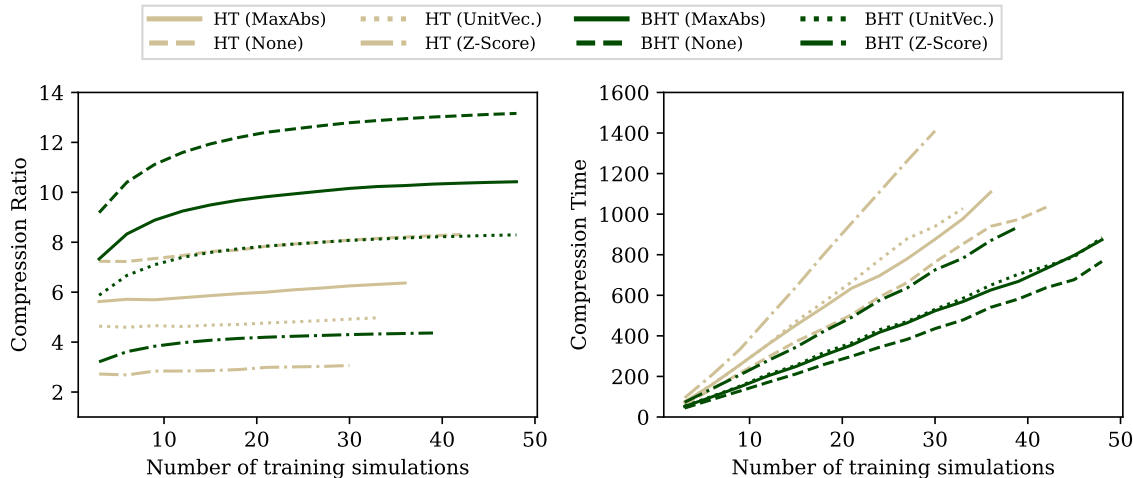 HT (MaxAbs) HT (UnitVec.) BHT (MaxAbs) BHT (UnitVec.)
HT (None) HT (Z-Score) BHT (None) BHT (Z-Score)
Compression Ratio
14
12
10
8
6
4
2
10 20 30 40 50
Number of training simulations
Compression Time
1600
1400
1200
1000
800
600
400
200
0
10 20 30 40 50
Number of training simulations